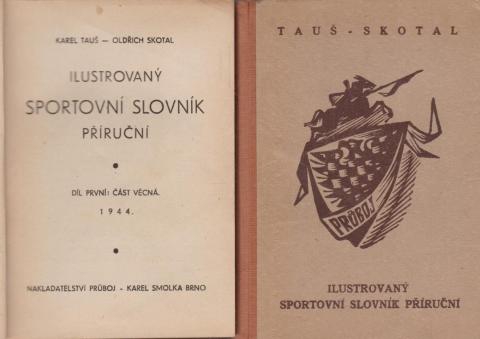 KAREL TAUŠ — OLDŘICH SKOTAL
ILUSTROVANÝ
SPORTOVNÍ SLOVNÍK
PŘÍRUČNÍ
DÍL PRVNÍ: ČÁST VĚCNÁ.
1944.
NAKLADATELSTVÍ PRŮBOJ - KAREL SMOLKA BRNO
TAUŠ - SKOTAL
PRŮBOJ
ILUSTROVANÝ
SPORTOVNÍ SLOVNÍK PŘÍRUČNÍ